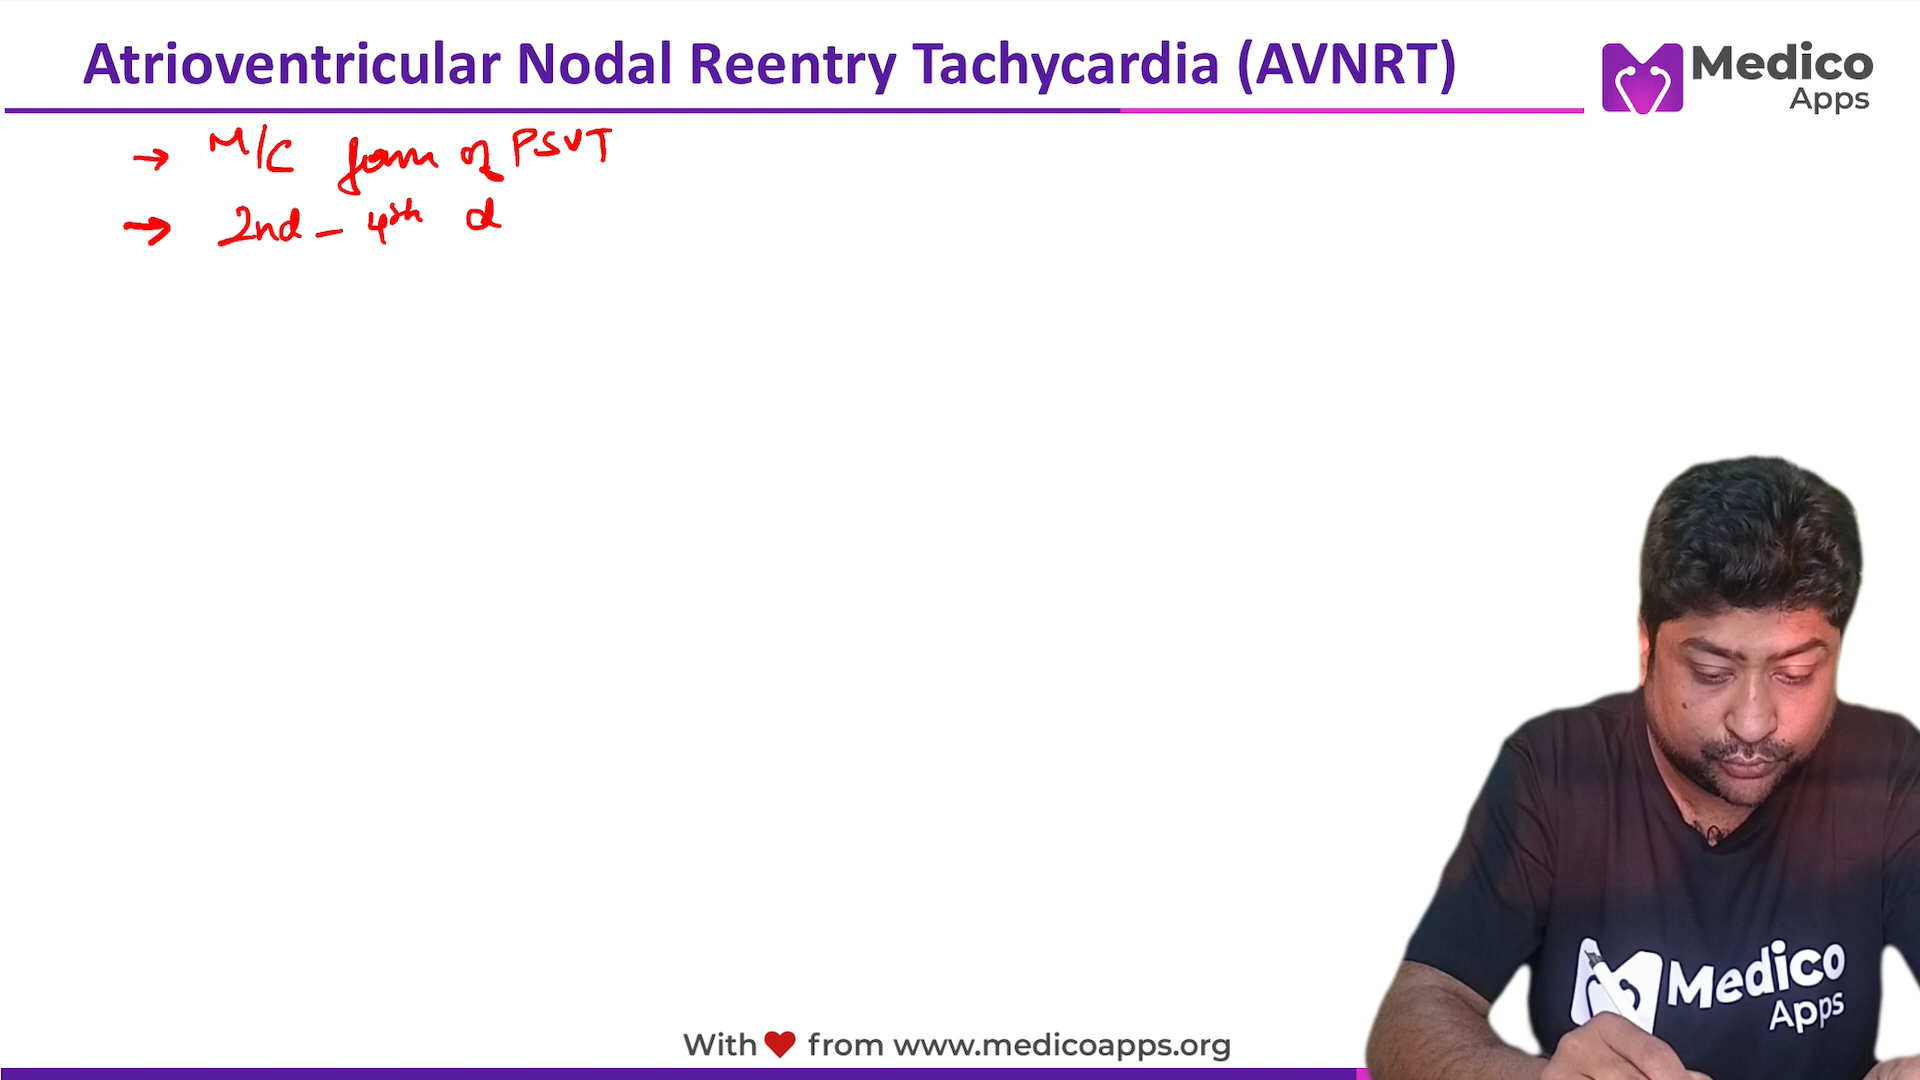 Atrioventricular Nodal Reentry Tachycardia (AVNRT)
Medico
Apps
→ M/C form of PSVT
→ 2nd – 4th d
Medico
Apps
With ❤ from www.medicoapps.org